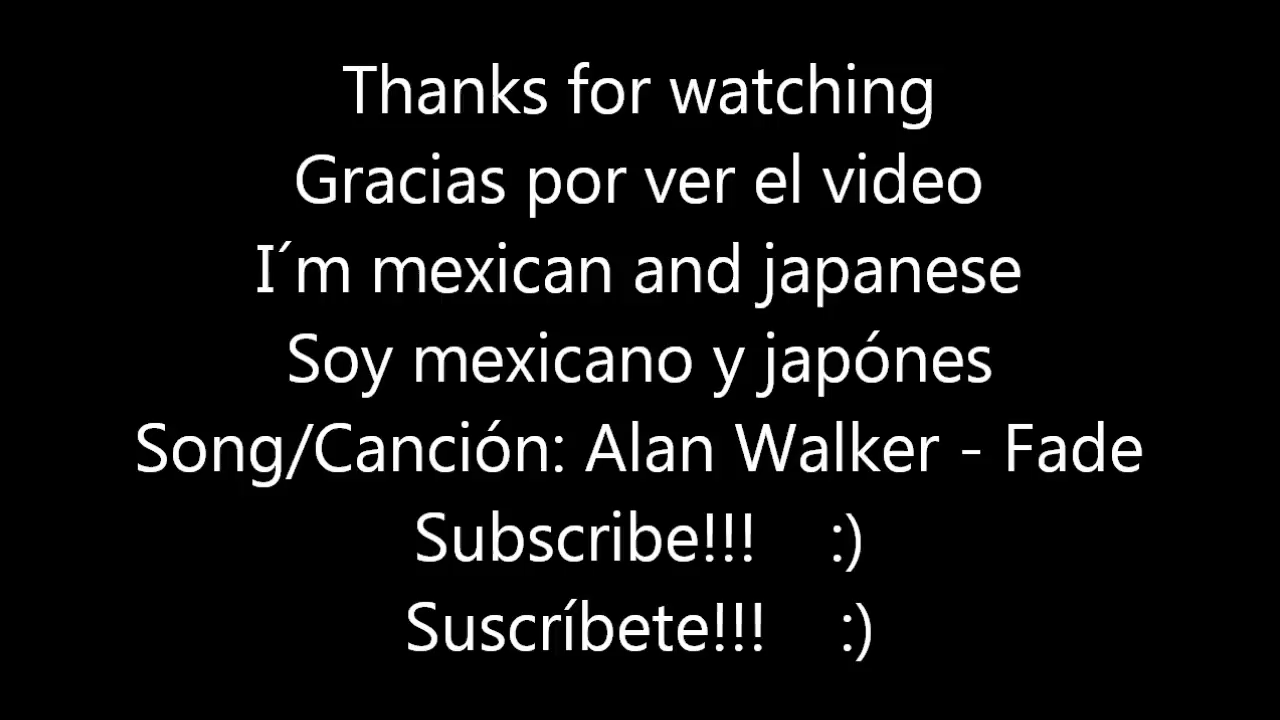 Thanks for watching
Gracias por ver el video
I´m mexican and japanese
Soy mexicano y japónes
Song/Canción: Alan Walker - Fade
Subscribe!!! :)
Suscríbete!!! :)